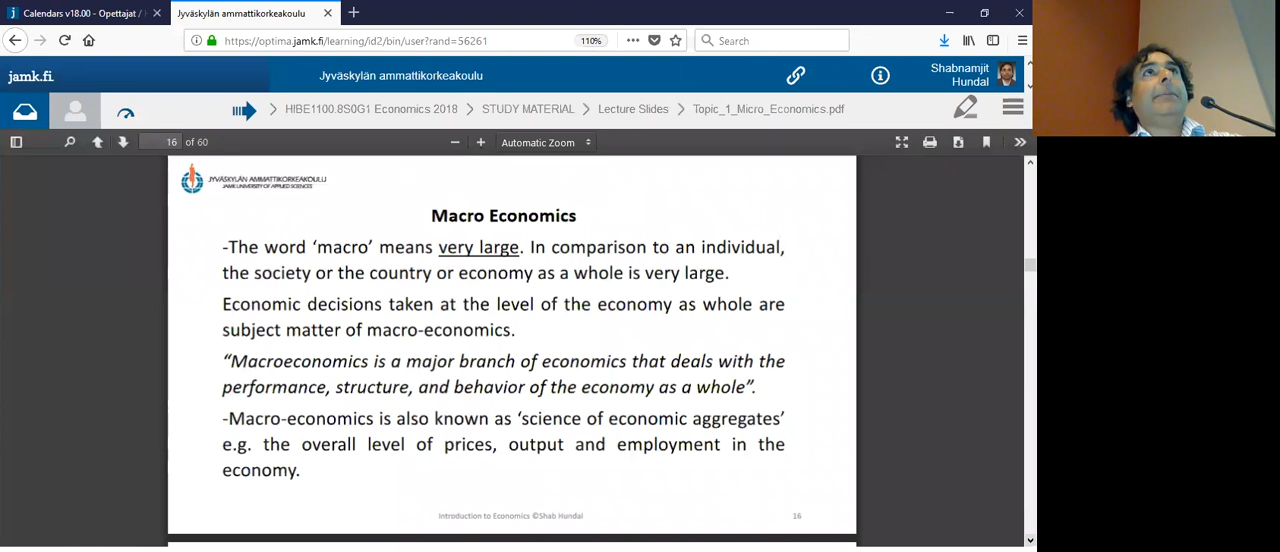 Calendars v18.00 - Opettajat /
Jyväskylän ammattikorkeakoulu
https://optima.jamk.fi/learning/id2/bin/user?rand=56261
110%
Search
jamk.fi
Jyväskylän ammattikorkeakoulu
Shabnamjit
Hundal
HIBE1100.8S0G1 Economics 2018
STUDY MATERIAL
Lecture Slides
Topic_1_Micro_Economics.pdf
16 of 60
Automatic Zoom
JYVÄSKYLÄN AMMATTIKORKEAKOULU
JAMK UNIVERSITY OF APPLIED SCIENCES
Macro Economics
-The word ‘macro’ means very large. In comparison to an individual,
the society or the country or economy as a whole is very large.
Economic decisions taken at the level of the economy as whole are
subject matter of macro-economics.
“Macroeconomics is a major branch of economics that deals with the
performance, structure, and behavior of the economy as a whole”.
-Macro-economics is also known as ‘science of economic aggregates’
e.g. the overall level of prices, output and employment in the
economy.
Introduction to Economics ©Shab Hundal
16